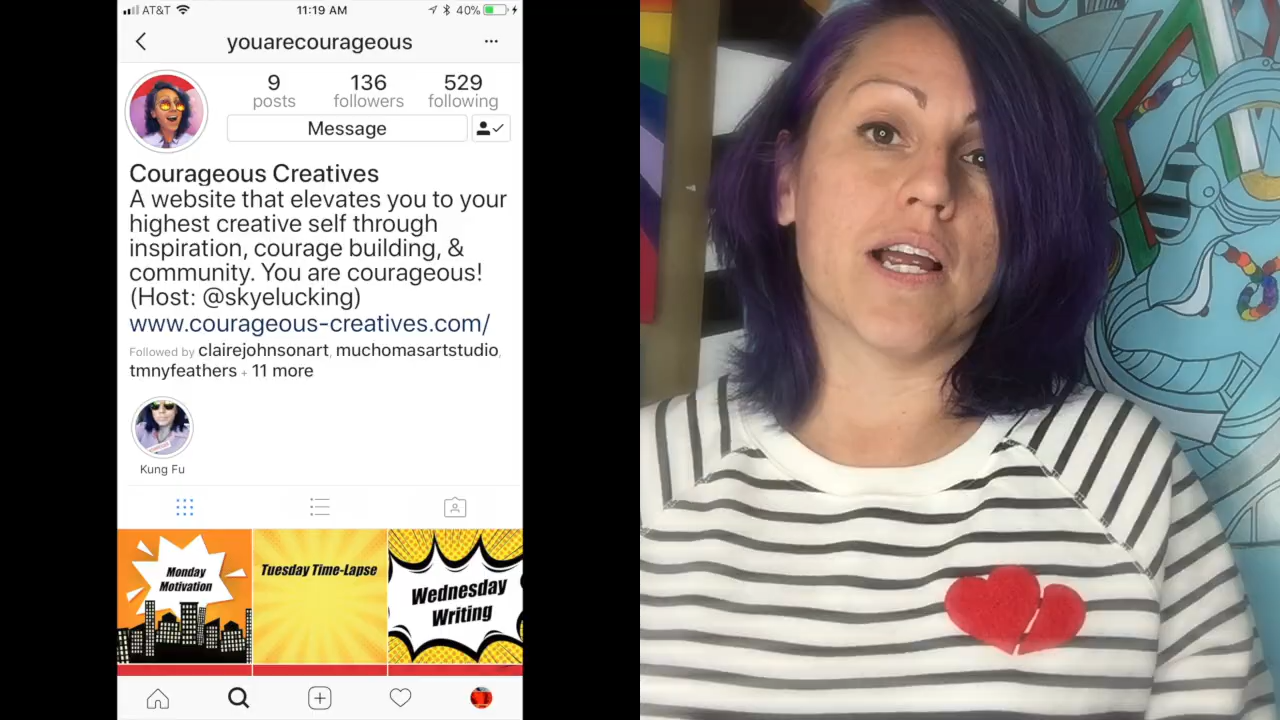 AT&T 11:19 AM 40%
youarecourageous ...
9 136 529
posts followers following
Message
Courageous Creatives
A website that elevates you to your
highest creative self through
inspiration, courage building, &
community. You are courageous!
(Host: @skyelucking)
www.courageous-creatives.com/
Followed by clairejohnsonart, muchomasartstudio,
tmnyfeathers + 11 more
Kung Fu
Monday
Motivation
Tuesday Time-Lapse
Wednesday
Writing